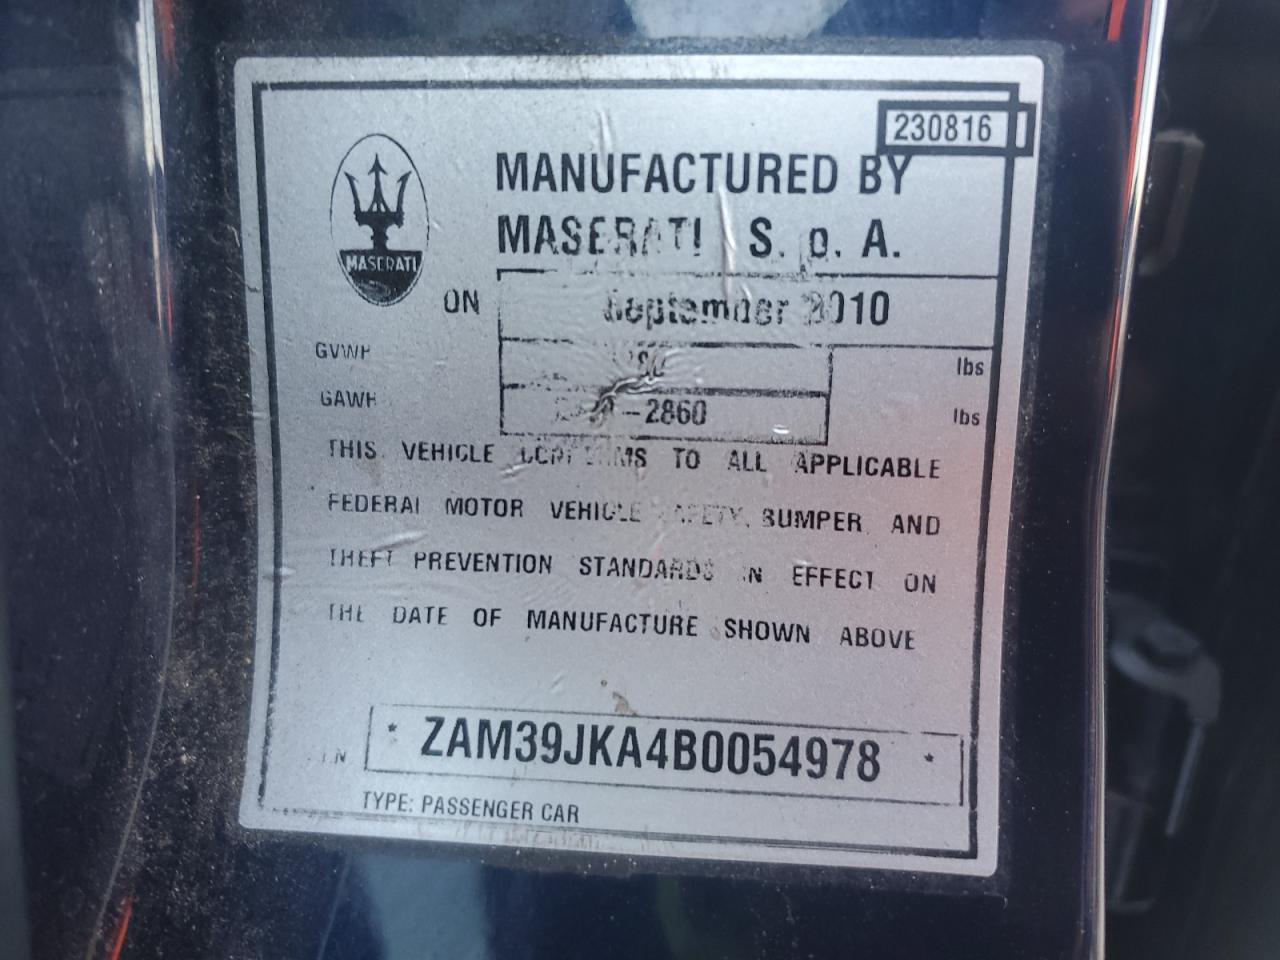 230816
MANUFACTURED BY
MASERATI S. p. A.
MASERATI
ON September 2010
GVWR lbs
GAWR -2860 lbs
THIS VEHICLE CONFORMS TO ALL APPLICABLE
FEDERAL MOTOR VEHICLE SAFETY, BUMPER, AND
THEFT PREVENTION STANDARDS IN EFFECT ON
THE DATE OF MANUFACTURE SHOWN ABOVE
* ZAM39JKA4B0054978 *
TYPE: PASSENGER CAR